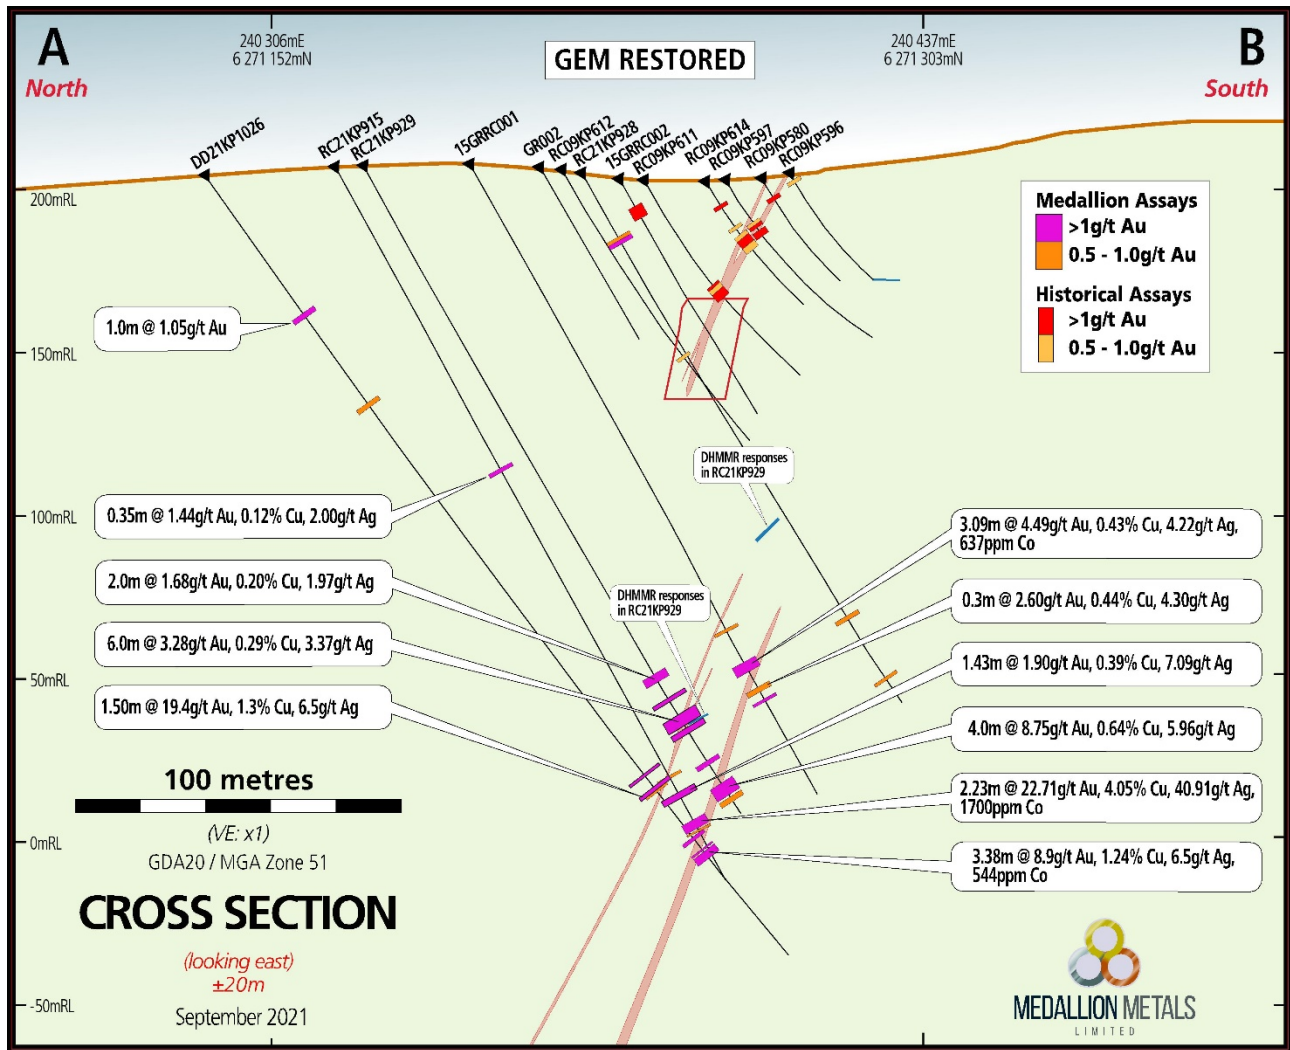 A
North
240 306mE
6 271 152mN
GEM RESTORED
240 437mE
6 271 303mN
B
South
DD21KP1026
RC21KP915
RC21KP929
15GRRC001
GR002
RC09KP612
RC21KP928
15GRRC002
RC09KP611
RC09KP614
RC09KP597
RC09KP580
RC09KP596
200mRL
150mRL
100mRL
50mRL
0mRL
-50mRL
Medallion Assays
>1g/t Au
0.5 - 1.0g/t Au
Historical Assays
>1g/t Au
0.5 - 1.0g/t Au
1.0m @ 1.05g/t Au
0.35m @ 1.44g/t Au, 0.12% Cu, 2.00g/t Ag
2.0m @ 1.68g/t Au, 0.20% Cu, 1.97g/t Ag
6.0m @ 3.28g/t Au, 0.29% Cu, 3.37g/t Ag
1.50m @ 19.4g/t Au, 1.3% Cu, 6.5g/t Ag
DHMMR responses
in RC21KP929
DHMMR responses
in RC21KP929
3.09m @ 4.49g/t Au, 0.43% Cu, 4.22g/t Ag,
637ppm Co
0.3m @ 2.60g/t Au, 0.44% Cu, 4.30g/t Ag
1.43m @ 1.90g/t Au, 0.39% Cu, 7.09g/t Ag
4.0m @ 8.75g/t Au, 0.64% Cu, 5.96g/t Ag
2.23m @ 22.71g/t Au, 4.05% Cu, 40.91g/t Ag,
1700ppm Co
3.38m @ 8.9g/t Au, 1.24% Cu, 6.5g/t Ag,
544ppm Co
100 metres
(VE: x1)
GDA20 / MGA Zone 51
CROSS SECTION
(looking east)
±20m
September 2021
MEDALLION METALS
LIMITED